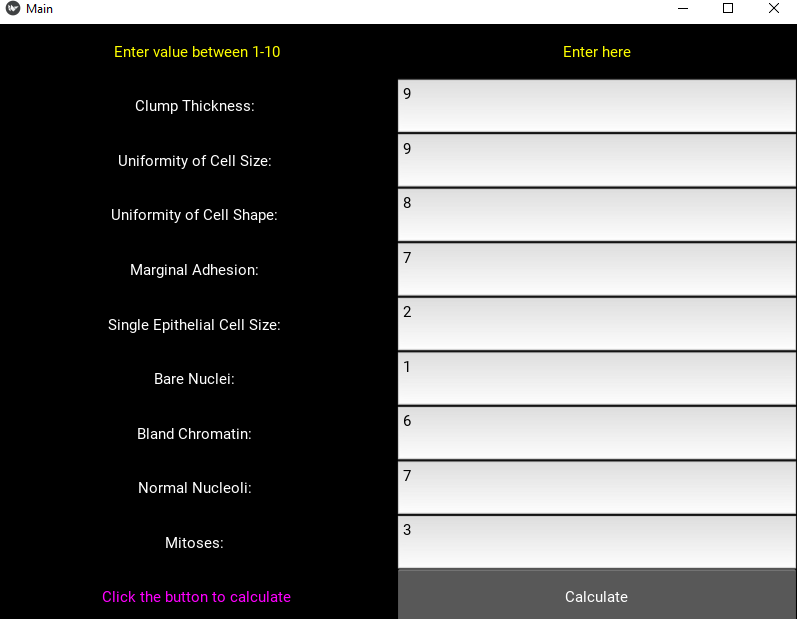 Main
Enter value between 1-10 Enter here
Clump Thickness: 9
Uniformity of Cell Size: 9
Uniformity of Cell Shape: 8
Marginal Adhesion: 7
Single Epithelial Cell Size: 2
Bare Nuclei: 1
Bland Chromatin: 6
Normal Nucleoli: 7
Mitoses: 3
Click the button to calculate Calculate